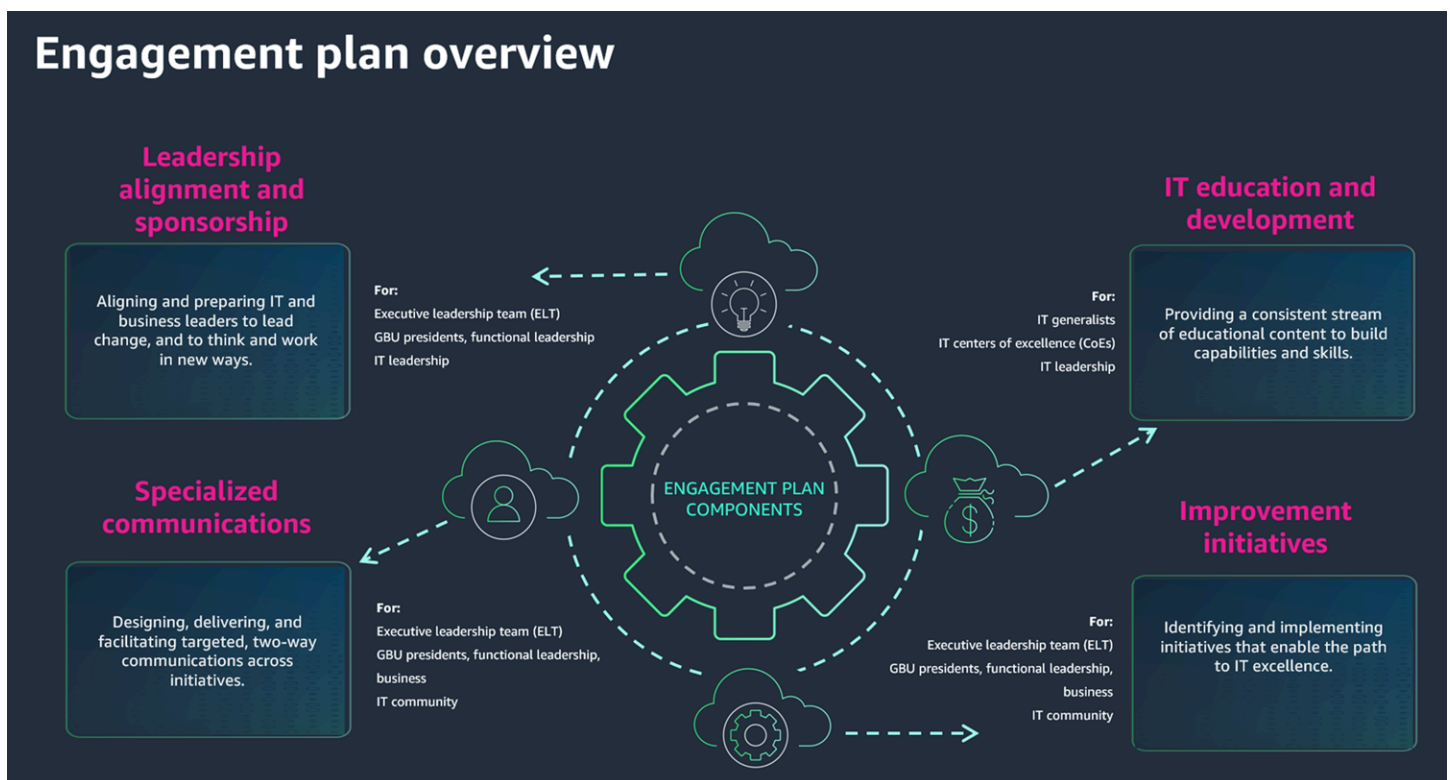 Engagement plan overview
Leadership
alignment and
sponsorship
Aligning and preparing IT and
business leaders to lead
change, and to think and work
in new ways.
For:
Executive leadership team (ELT)
GBU presidents, functional leadership
IT leadership
IT education and
development
For:
IT generalists
IT centers of excellence (CoEs)
IT leadership
Providing a consistent stream
of educational content to build
capabilities and skills.
ENGAGEMENT PLAN
COMPONENTS
$
Specialized
communications
Designing, delivering, and
facilitating targeted, two-way
communications across
initiatives.
For:
Executive leadership team (ELT)
GBU presidents, functional leadership,
business
IT community
Improvement
initiatives
For:
Executive leadership team (ELT)
GBU presidents, functional leadership,
business
IT community
Identifying and implementing
initiatives that enable the path
to IT excellence.